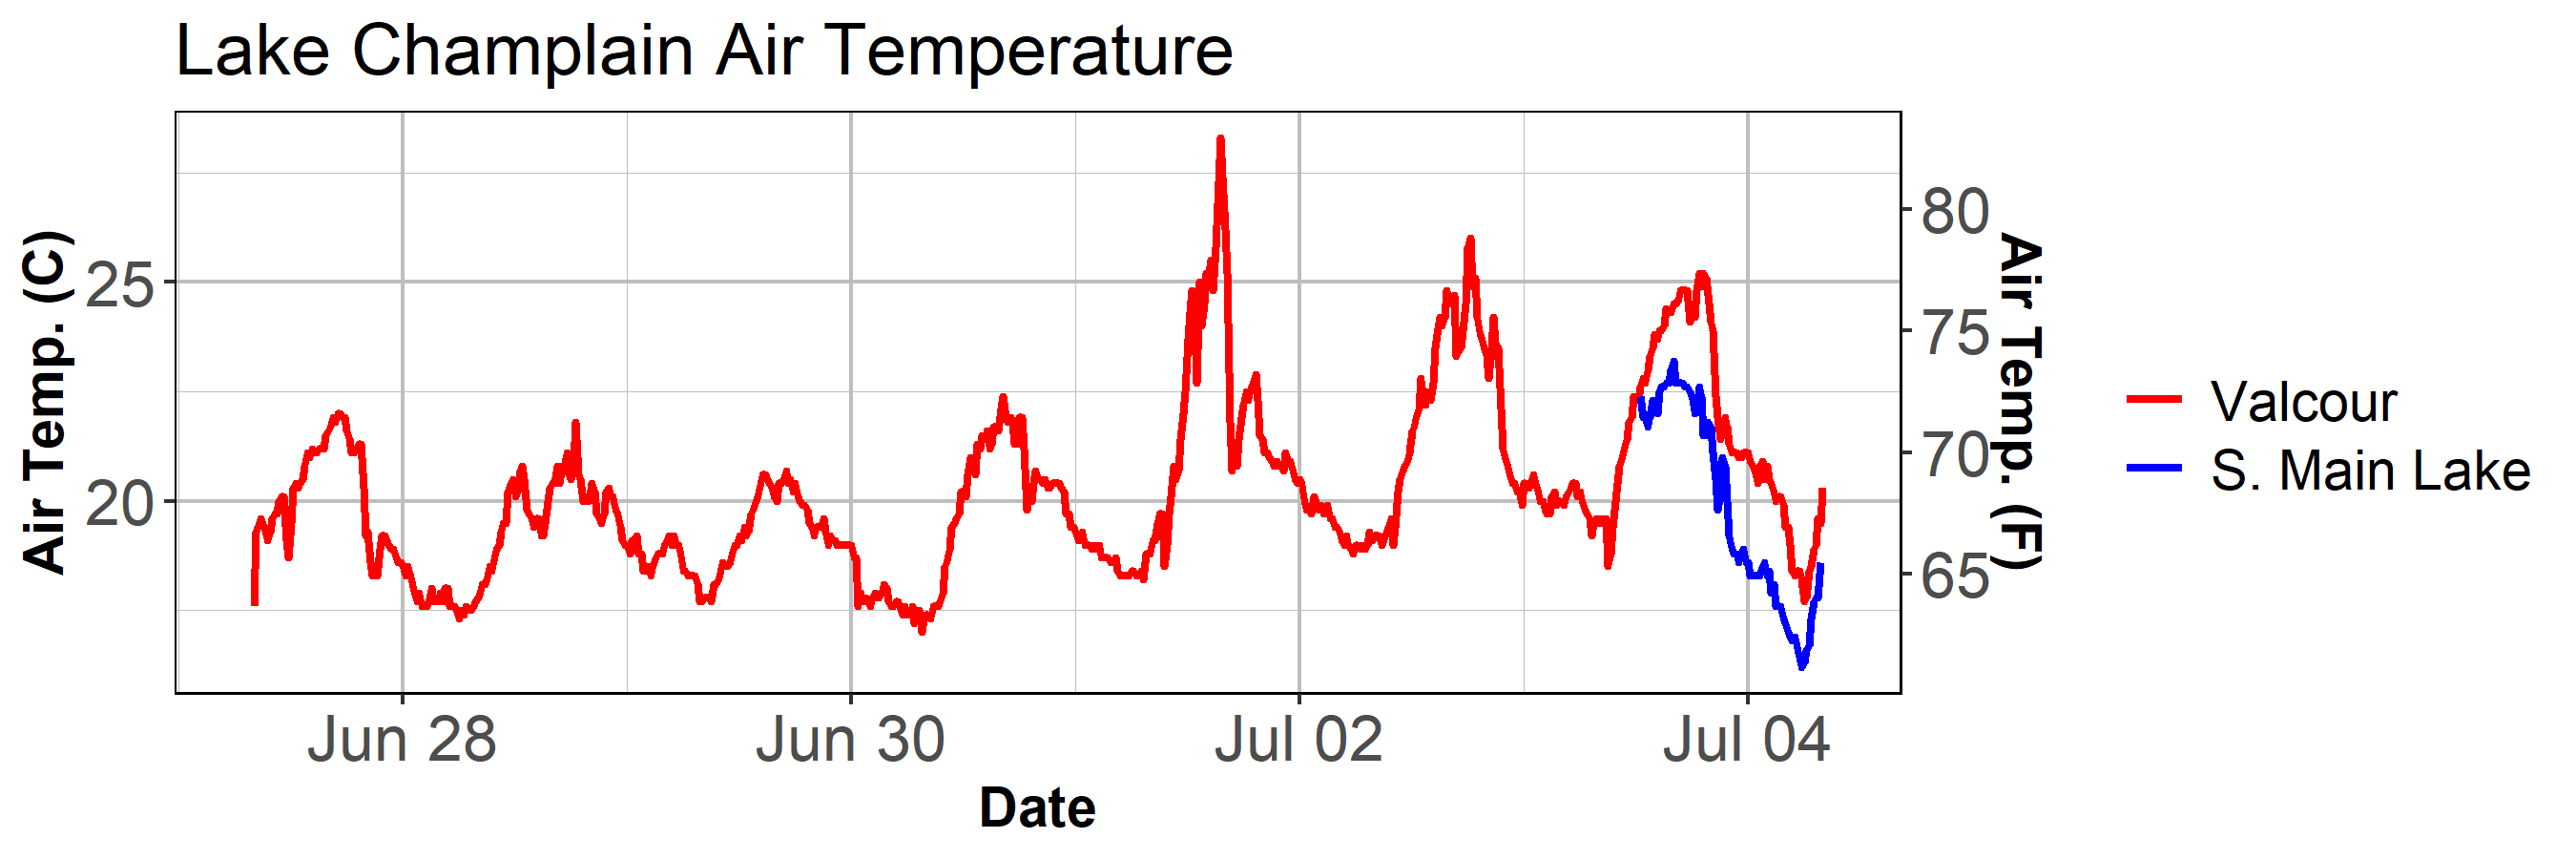 Lake Champlain Air Temperature
Air Temp. (C)
25
20
80
75
70
65
Air Temp. (F)
Valcour
S. Main Lake
Jun 28
Jun 30
Jul 02
Jul 04
Date